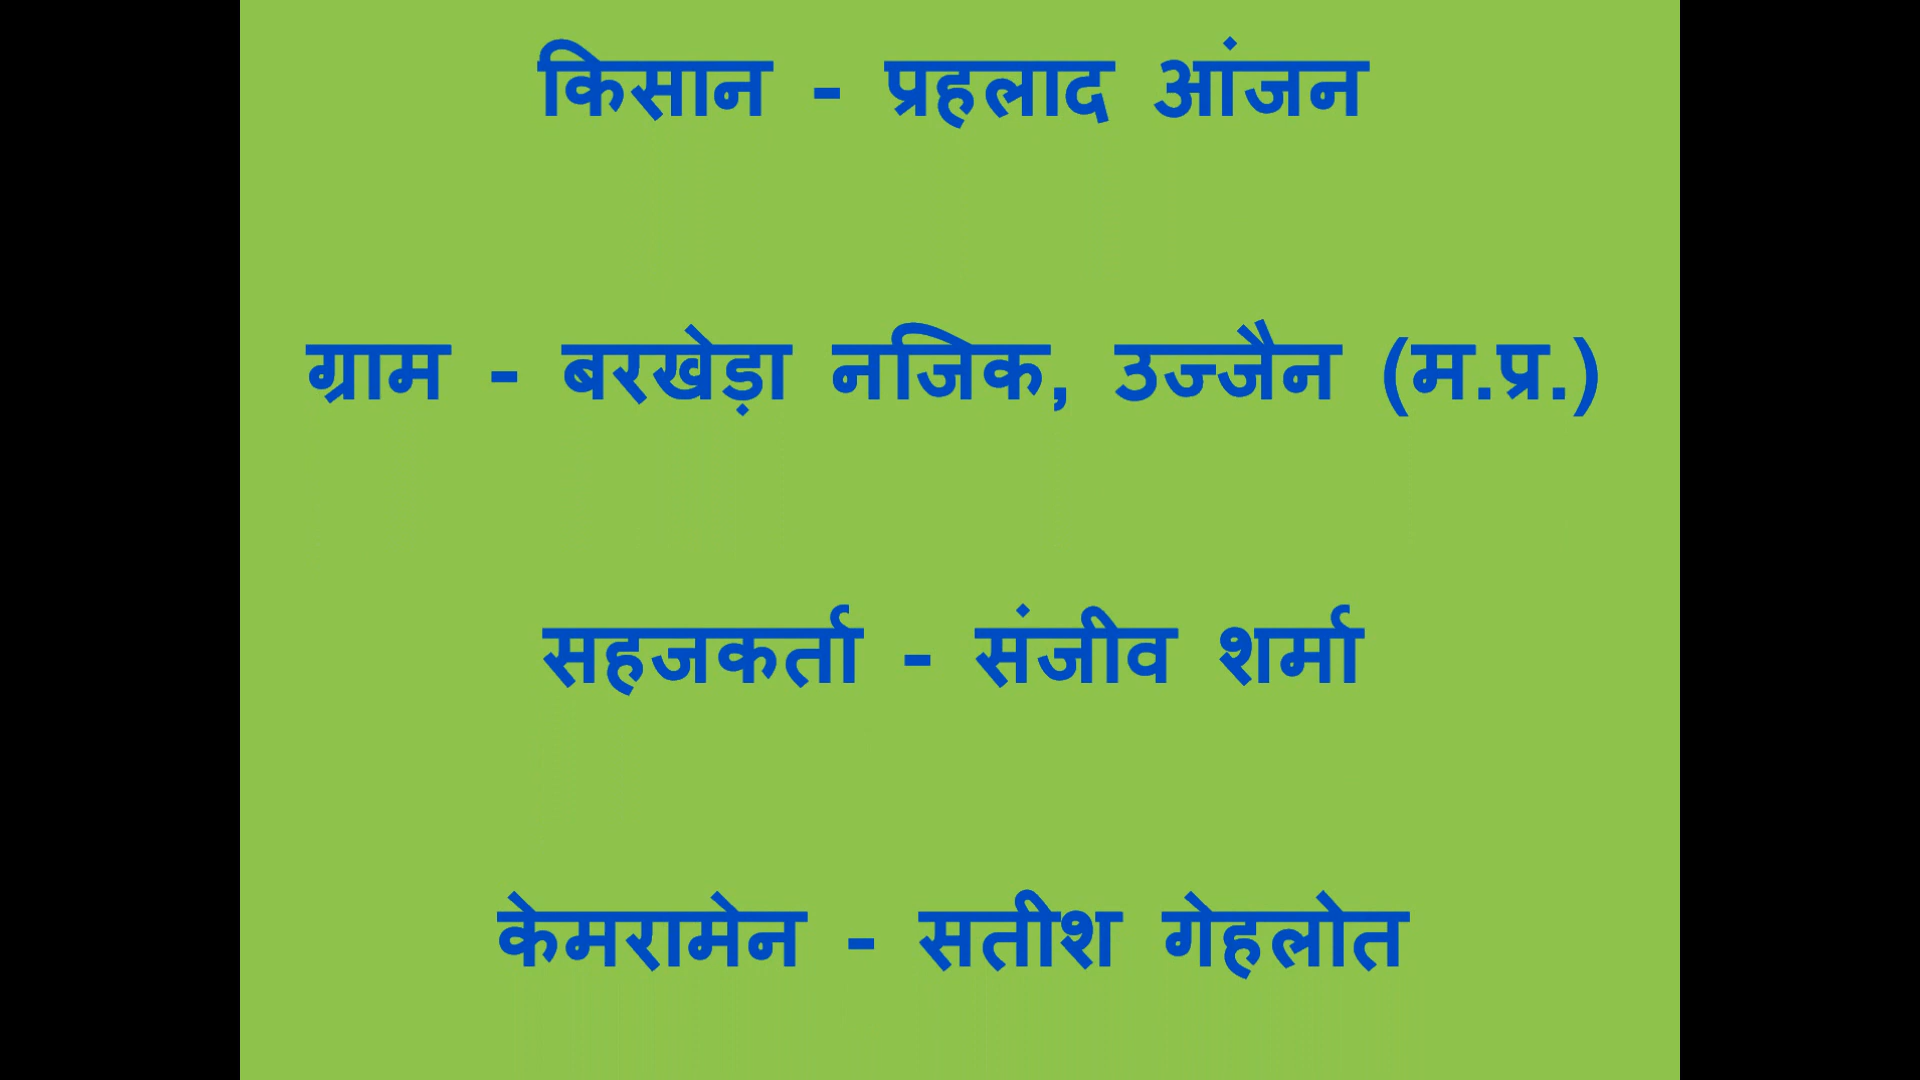 किसान - प्रहलाद आंजन
ग्राम - बरखेड़ा नजिक, उज्जैन (म.प्र.)
सहजकर्ता - संजीव शर्मा
केमरामेन - सतीश गेहलोत